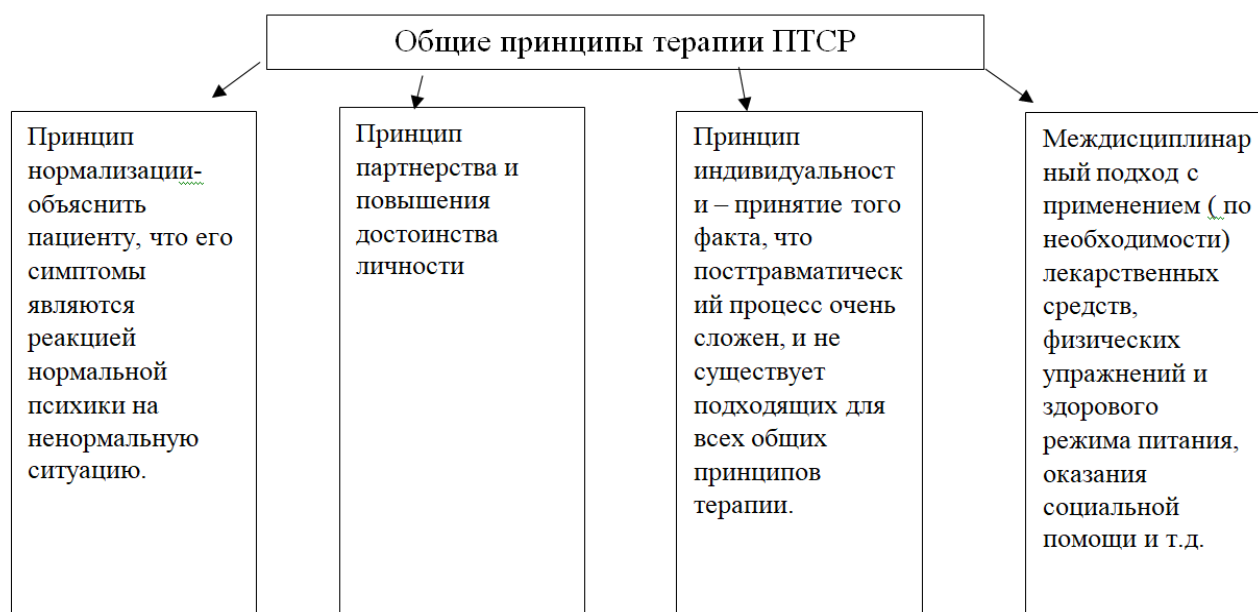 Общие принципы терапии ПТСР
Принцип
нормализации-
объяснить
пациенту, что его
симптомы
являются
реакцией
нормальной
психики на
ненормальную
ситуацию.
Принцип
партнерства и
повышения
достоинства
личности
Принцип
индивидуальност
и – принятие того
факта, что
посттравматическ
ий процесс очень
сложен, и не
существует
подходящих для
всех общих
принципов
терапии.
Междисциплинар
ный подход с
применением ( по
необходимости)
лекарственных
средств,
физических
упражнений и
здорового
режима питания,
оказания
социальной
помощи и т.д.